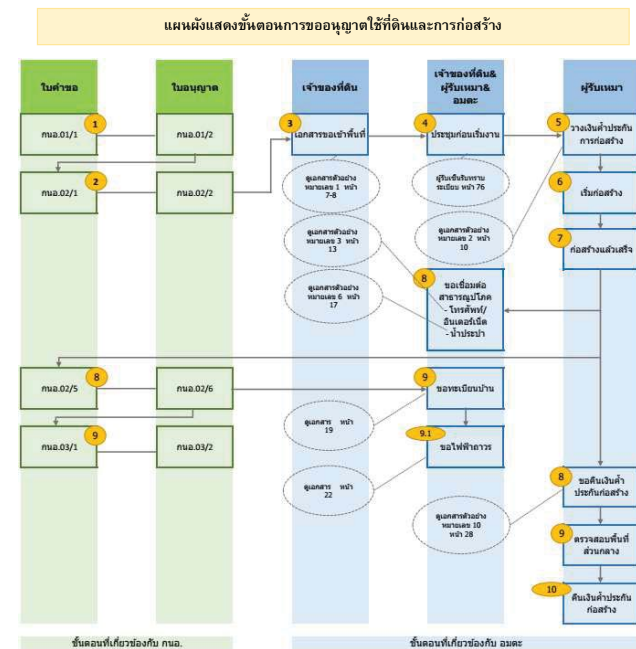 แผนผังแสดงขั้นตอนการขออนุญาตใช้ที่ดินและการก่อสร้าง
ใบคำขอ
ใบอนุญาต
เจ้าของที่ดิน
เจ้าของที่ดิน&
ผู้รับเหมา&
อมตะ
ผู้รับเหมา
1
กนอ.01/1
กนอ.01/2
3
เอกสารขอเข้าพื้นที่
4
ประชุมก่อนเริ่มงาน
5
วางเงินค้ำประกัน
การก่อสร้าง
2
กนอ.02/1
กนอ.02/2
ดูเอกสารตัวอย่าง
หมายเลข 1 หน้า
7-8
ผู้รับเซ็นรับทราบ
ระเบียบ หน้า 76
6
เริ่มก่อสร้าง
ดูเอกสารตัวอย่าง
หมายเลข 3 หน้า
13
ดูเอกสารตัวอย่าง
หมายเลข 2 หน้า
10
7
ก่อสร้างแล้วเสร็จ
ดูเอกสารตัวอย่าง
หมายเลข 6 หน้า
17
8
ขอเชื่อมต่อ
สาธารณูปโภค
- โทรศัพท์/
อินเตอร์เน็ต
- น้ำประปา
8
กนอ.02/5
กนอ.02/6
9
ขอทะเบียนบ้าน
9
กนอ.03/1
กนอ.03/2
ดูเอกสาร หน้า
19
9.1
ขอไฟฟ้าถาวร
ดูเอกสาร หน้า
22
8
ขอคืนเงินค้ำ
ประกันก่อสร้าง
ดูเอกสารตัวอย่าง
หมายเลข 10
หน้า 28
9
ตรวจสอบพื้นที่
ส่วนกลาง
10
คืนเงินค้ำประกัน
ก่อสร้าง
ขั้นตอนที่เกี่ยวข้องกับ กนอ.
ขั้นตอนที่เกี่ยวข้องกับ อมตะ